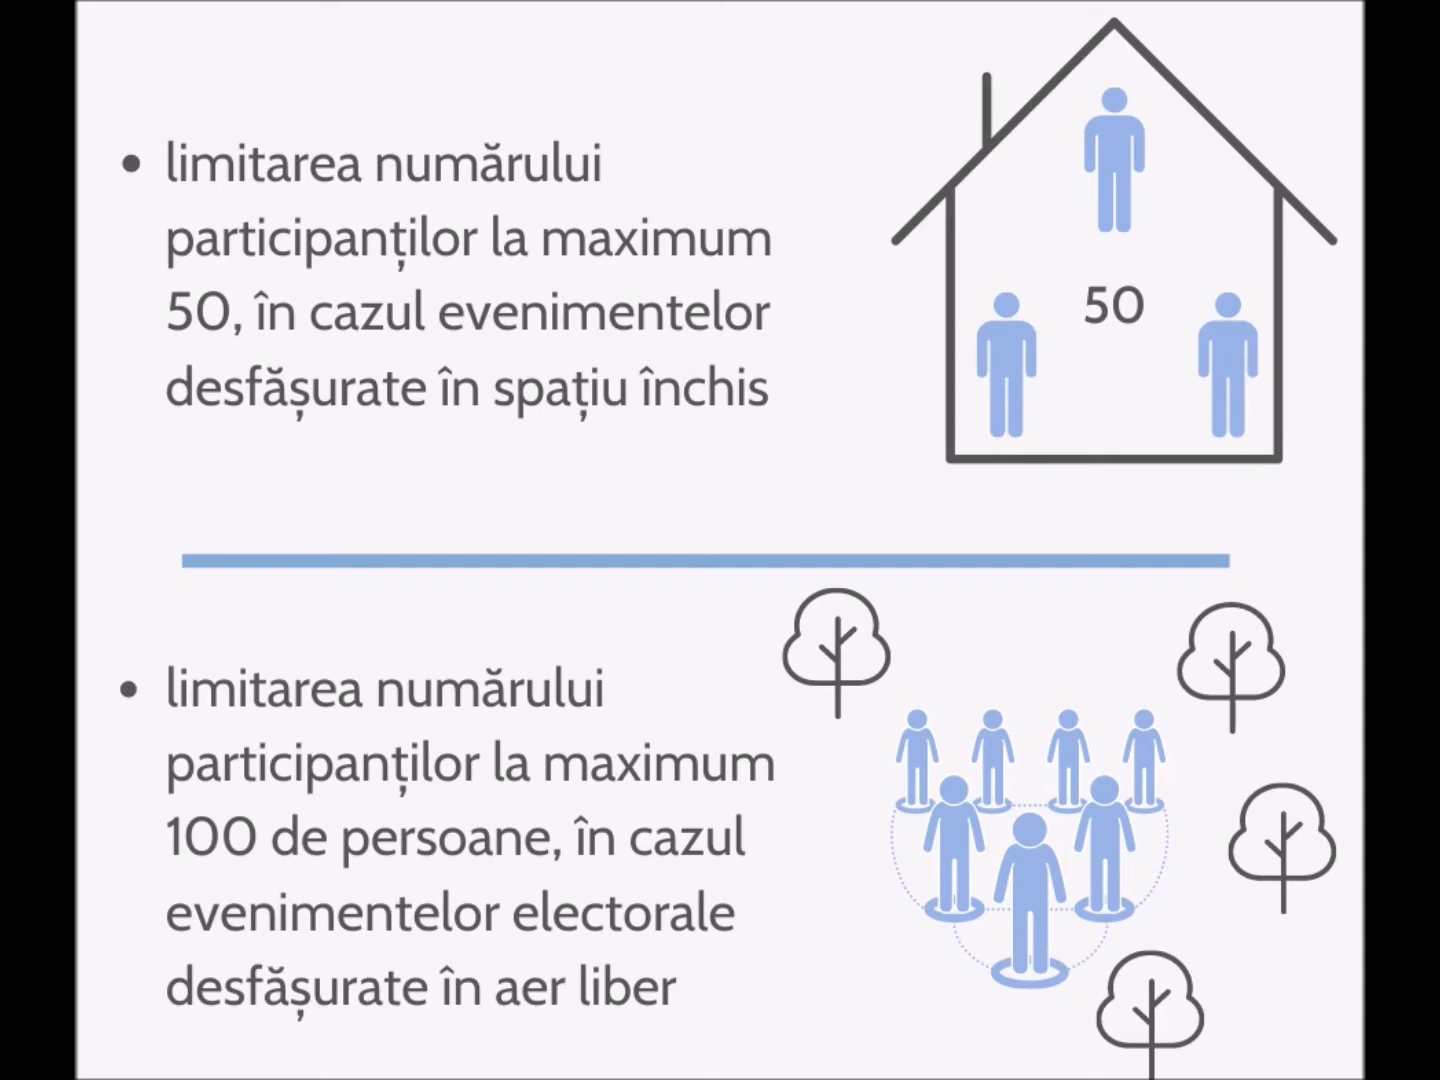 • limitarea numărului
participanților la maximum
50, în cazul evenimentelor
desfășurate în spațiu închis
50
• limitarea numărului
participanților la maximum
100 de persoane, în cazul
evenimentelor electorale
desfășurate în aer liber